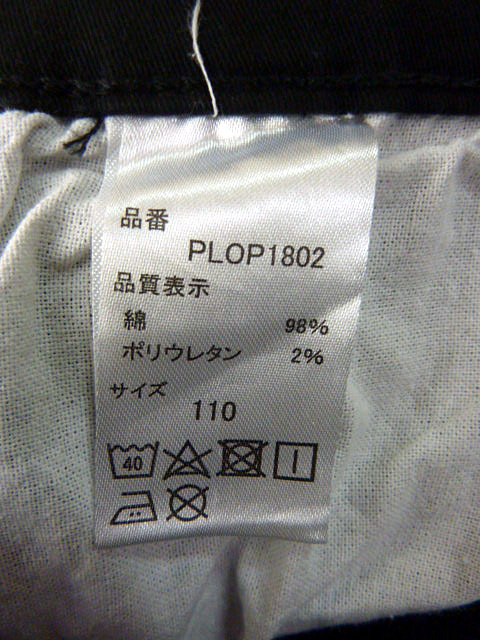 品番
PLOP1802
品質表示
綿 98%
ポリウレタン 2%
サイズ
110
40